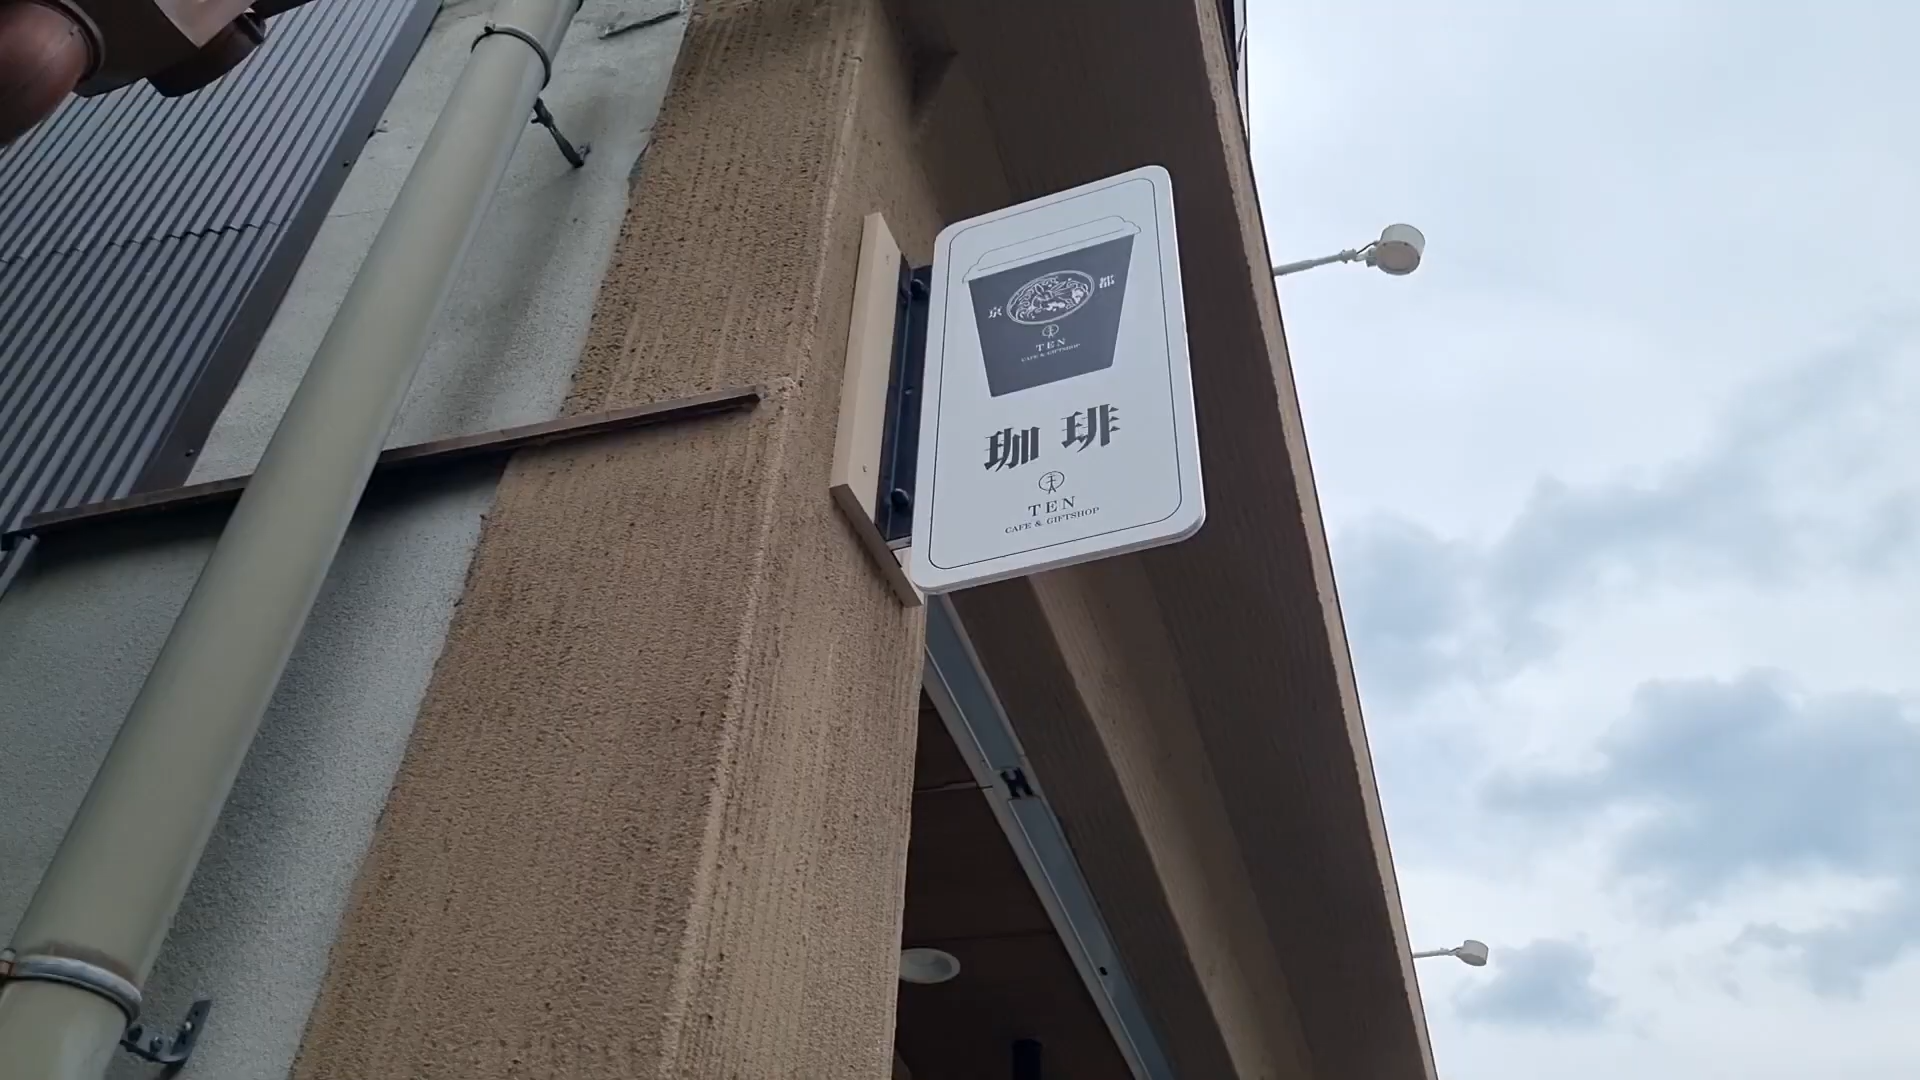 京 都
TEN
CAFE & GIFTSHOP
珈琲
TEN
CAFE & GIFTSHOP